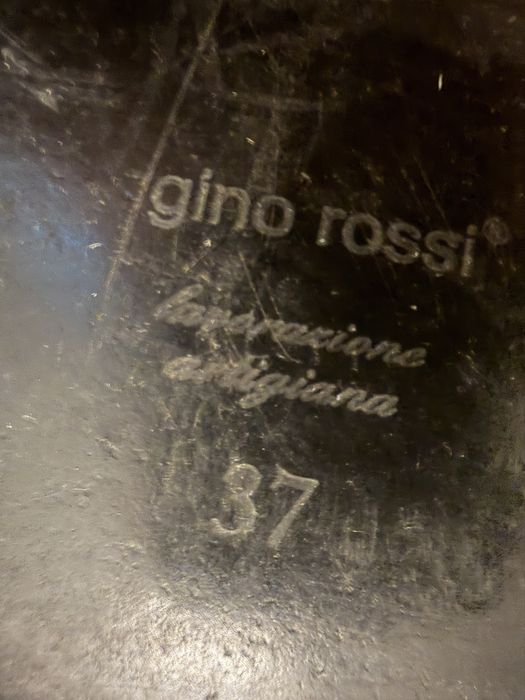 gino rossi®
lavorazione
artigiana
37